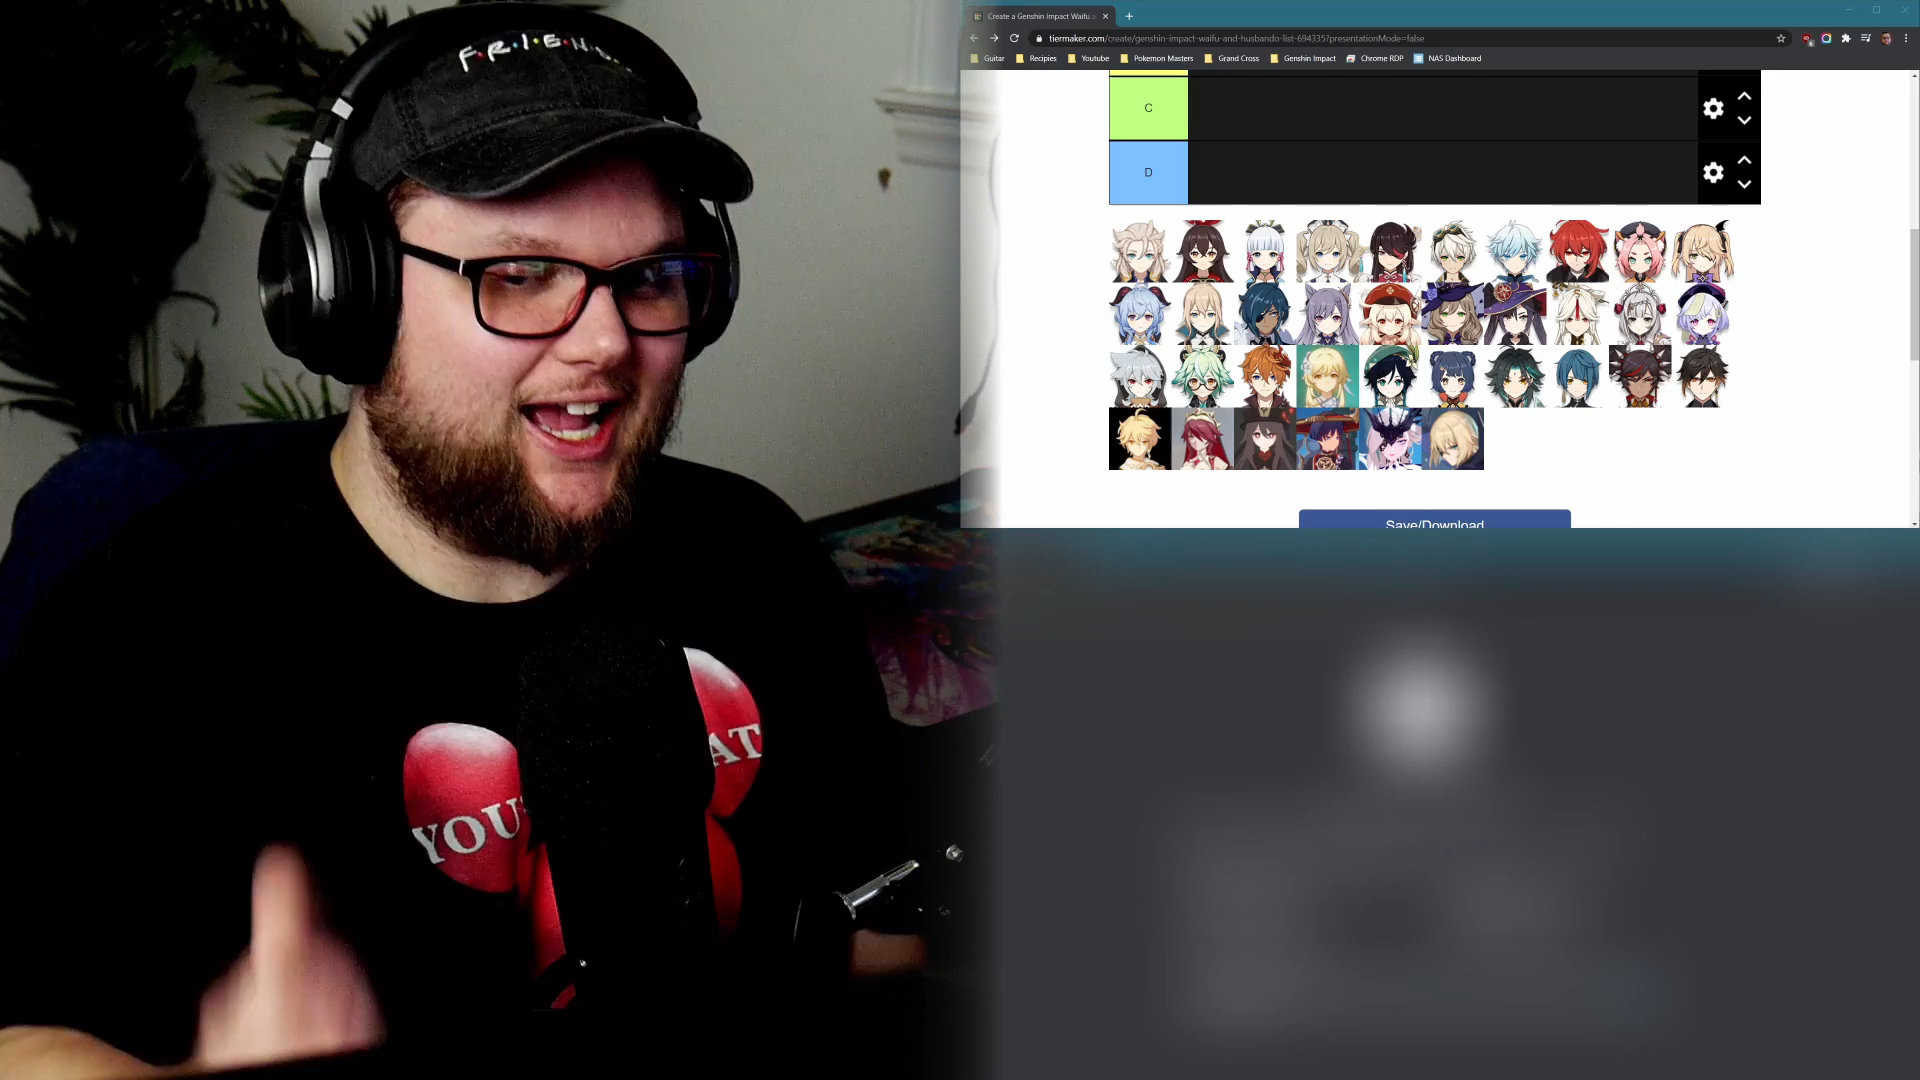 F·R·I·E·N
YOU
AT
Create a Genshin Impact Waifu a
tiermaker.com/create/genshin-impact-waifu-and-husbando-list-694335?presentationMode=false
Guitar Recipies Youtube Pokemon Masters Grand Cross Genshin Impact Chrome RDP NAS Dashboard
C
D
Save/Download